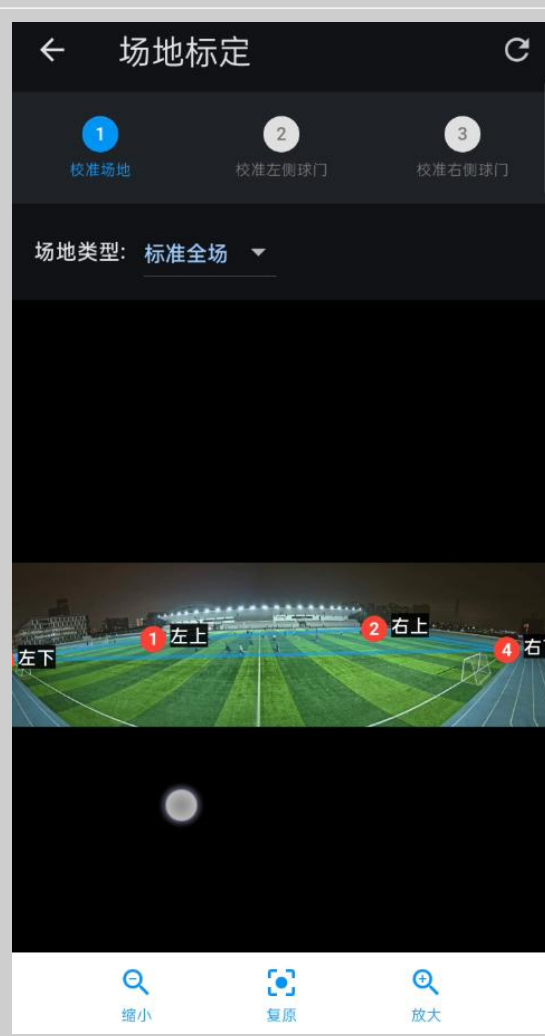 场地标定
1 2 3
校准场地 校准左侧球门 校准右侧球门
场地类型: 标准全场
1 左上 2 右上
左下 4 右
缩小 复原 放大